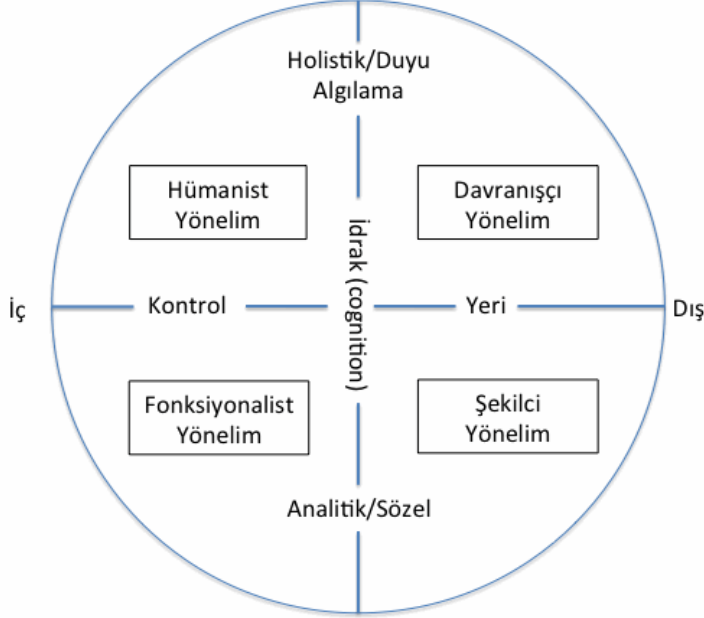 Holistik/Duyu
Algılama
Hümanist
Yönelim
Davranışçı
Yönelim
İdrak (cognition)
İç
Kontrol
Yeri
Dış
Fonksiyonalist
Yönelim
Şekilci
Yönelim
Analitik/Sözel